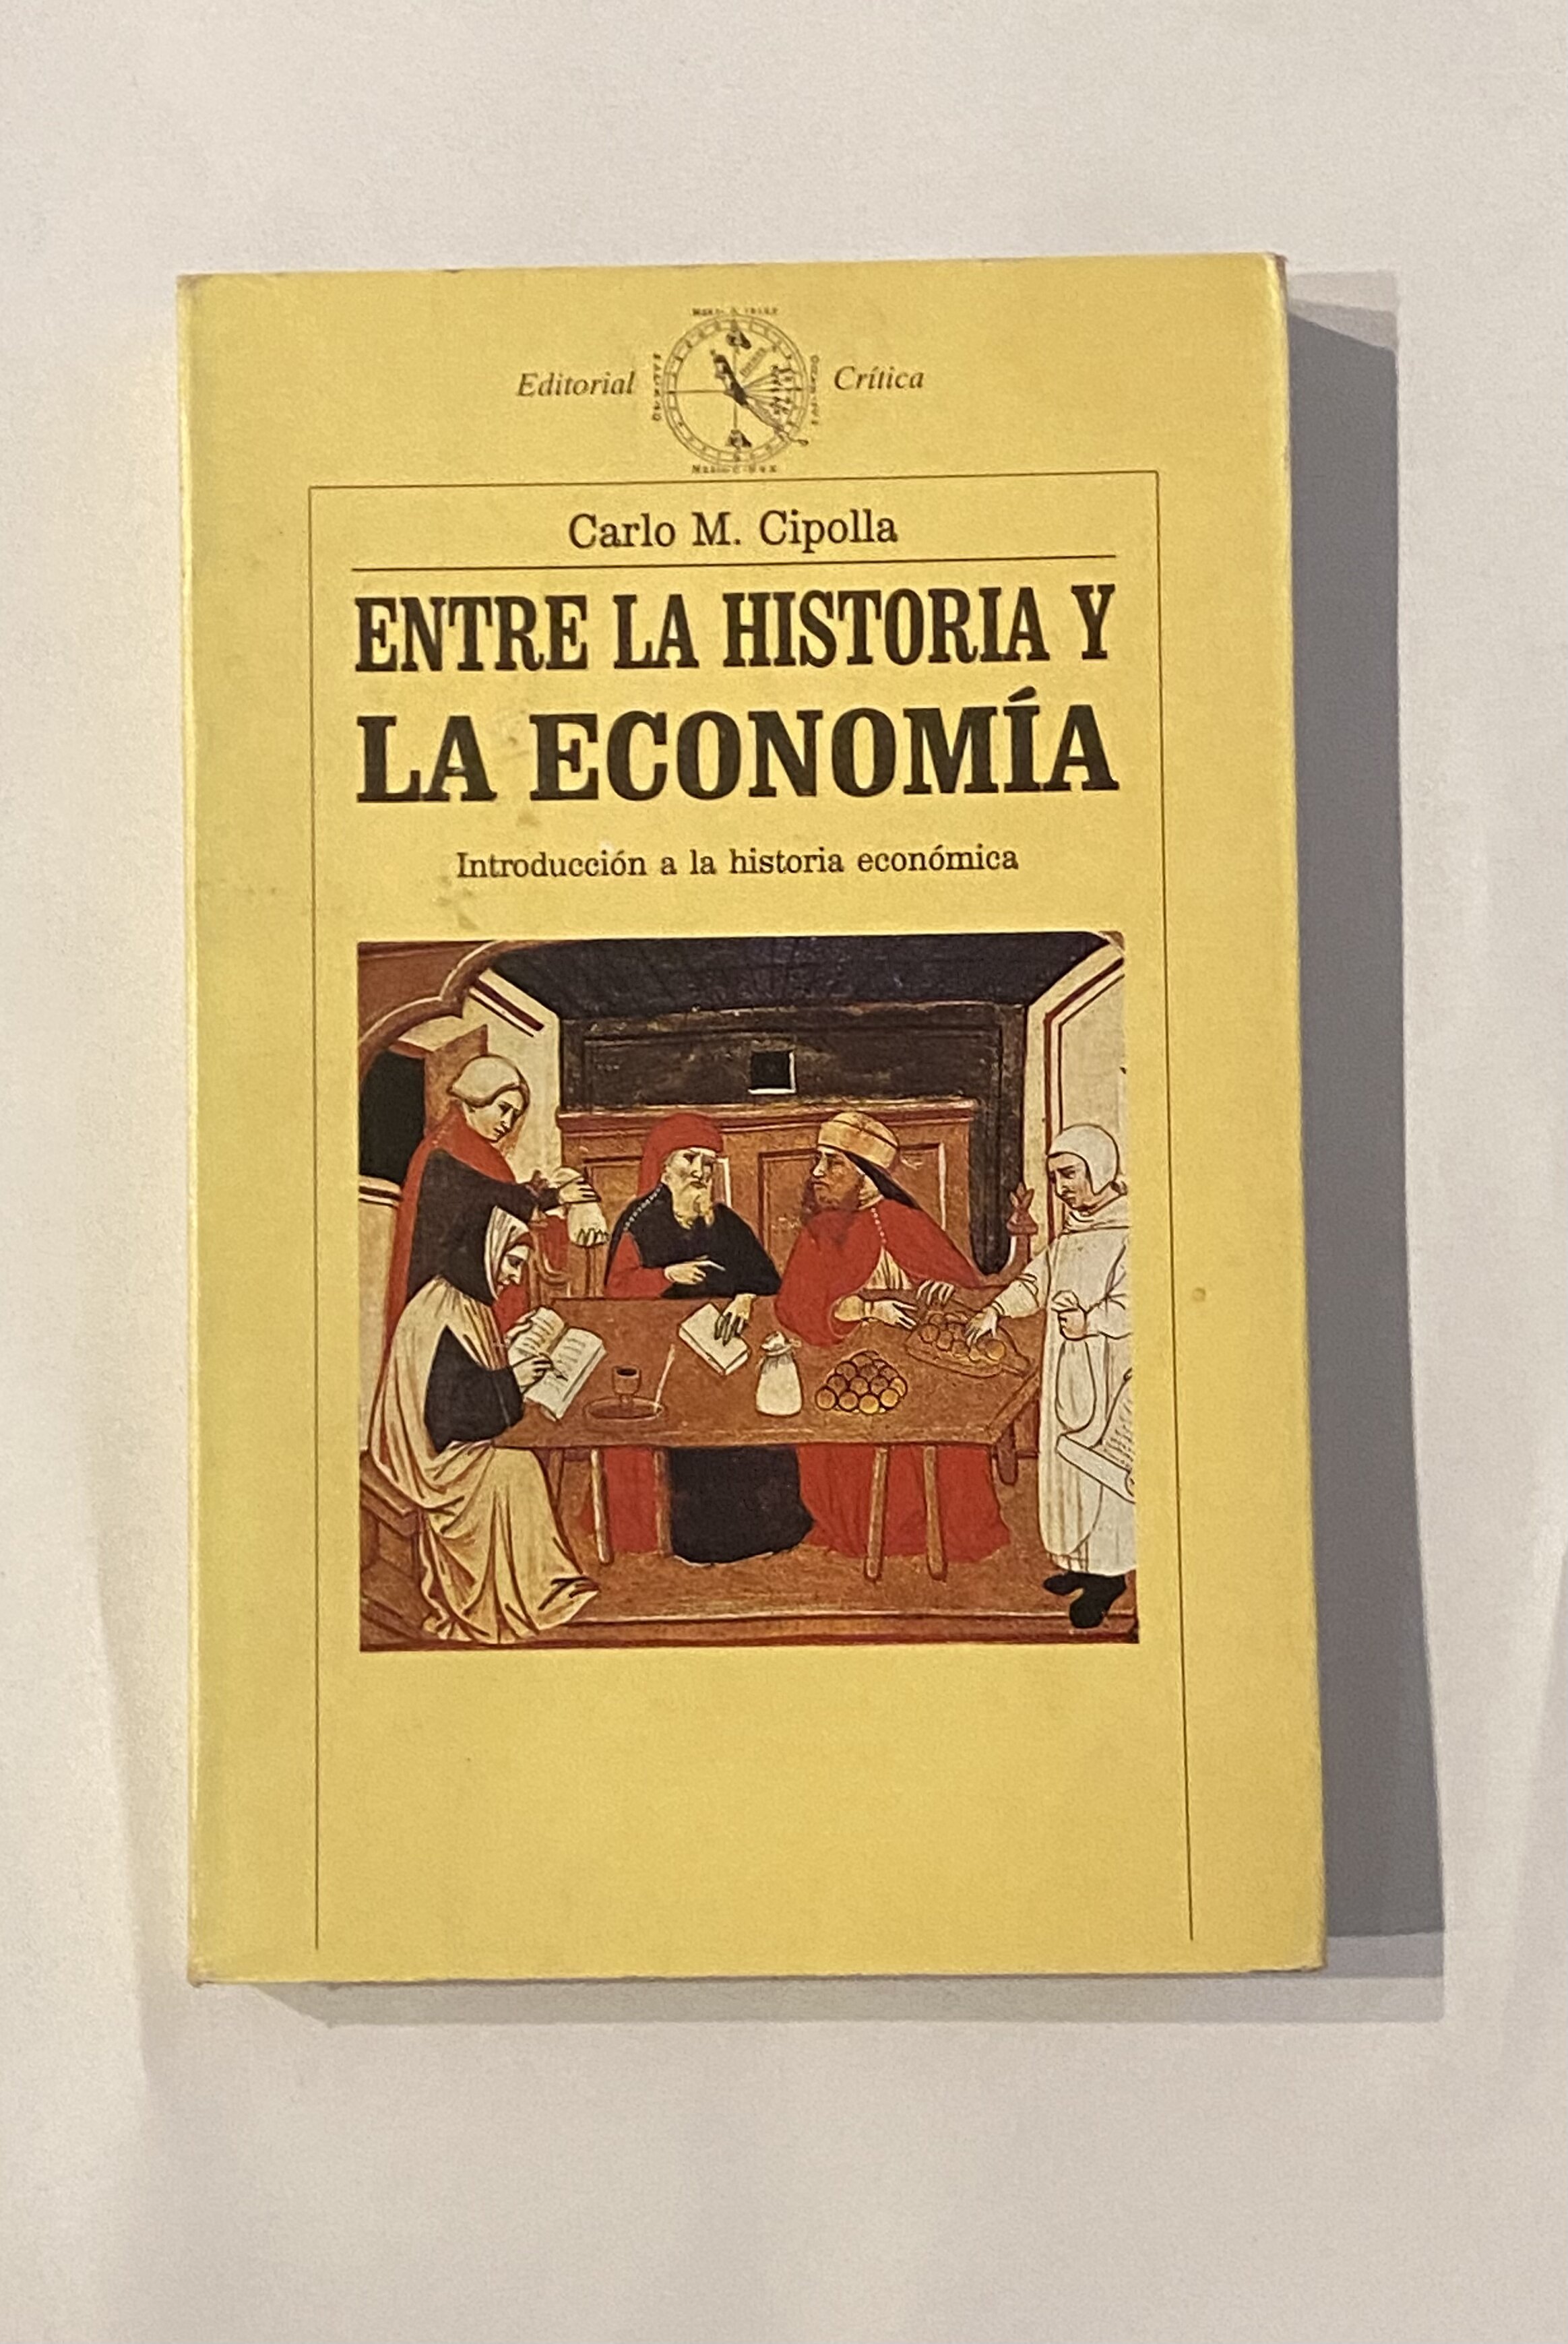 Editorial Crítica
Carlo M. Cipolla
ENTRE LA HISTORIA Y
LA ECONOMÍA
Introducción a la historia económica